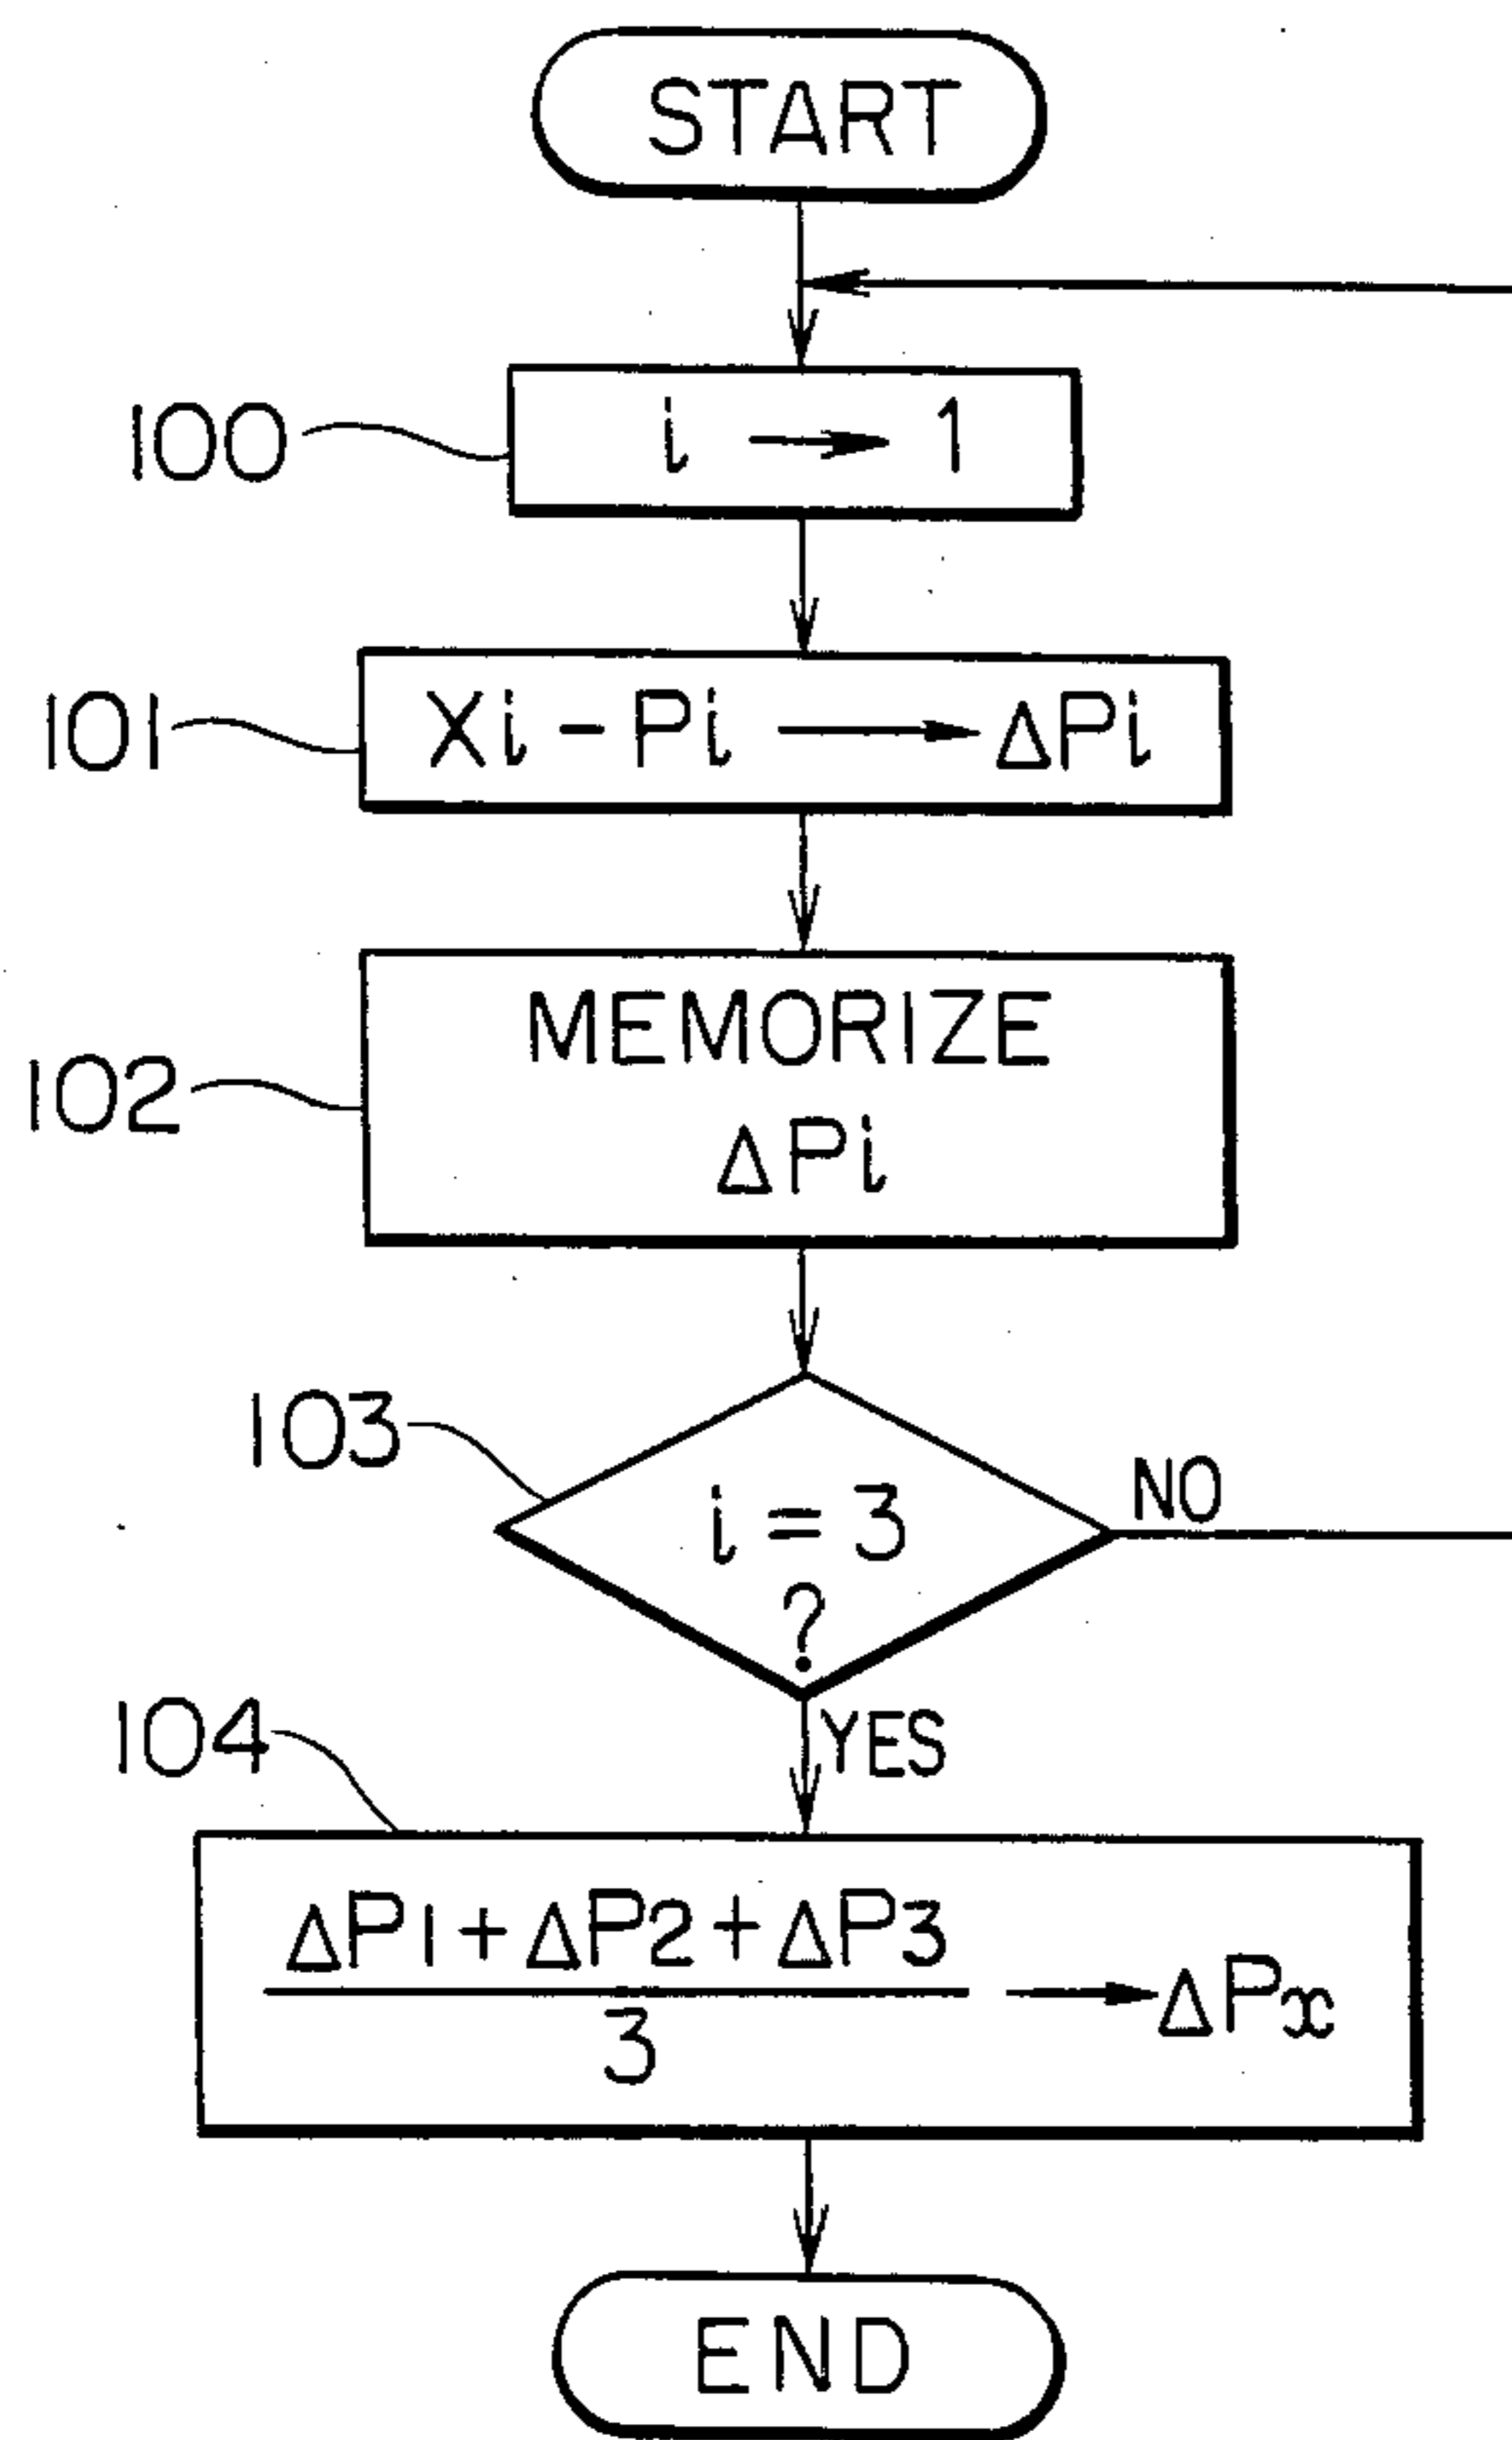 START
100
i → 1
101
Xi - Pi → ΔPi
102
MEMORIZE
ΔPi
103
i = 3
?
NO
YES
104
ΔP1 + ΔP2 + ΔP3
3
→ ΔPx
END